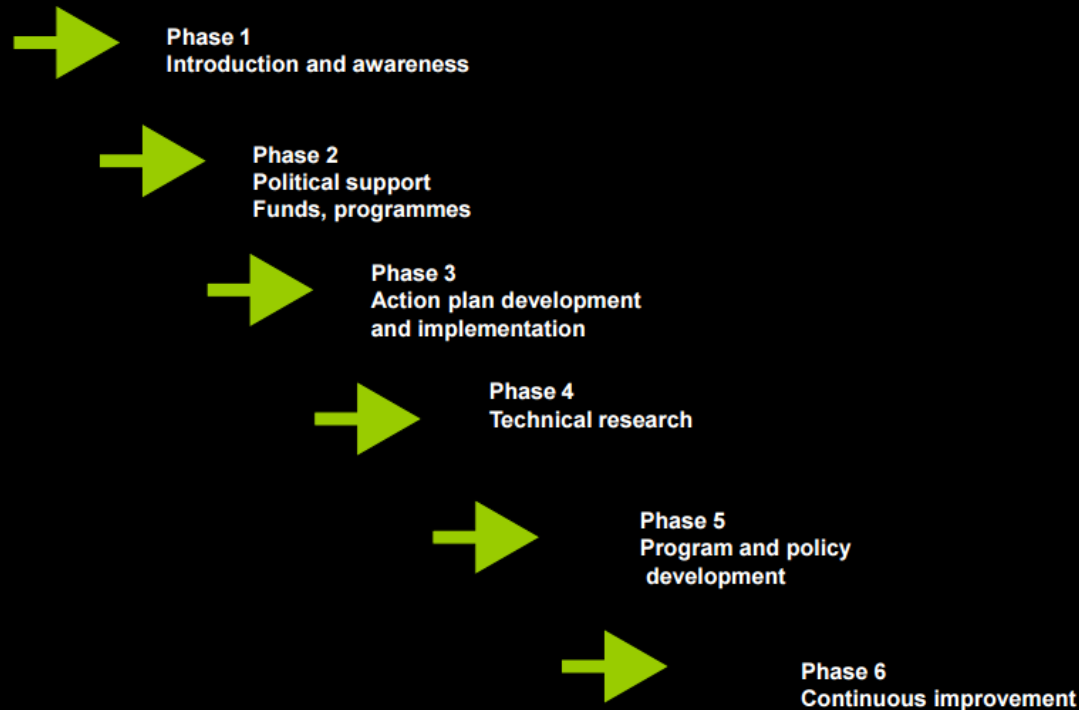 Phase 1
Introduction and awareness
Phase 2
Political support
Funds, programmes
Phase 3
Action plan development
and implementation
Phase 4
Technical research
Phase 5
Program and policy
development
Phase 6
Continuous improvement